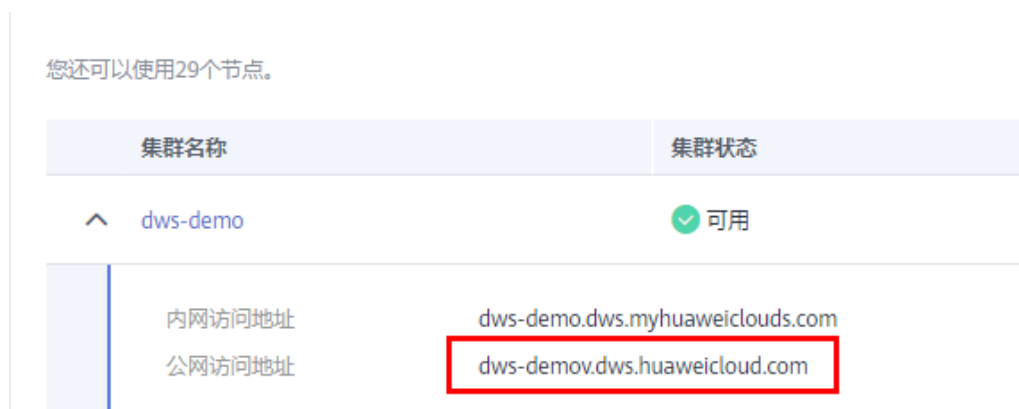 您还可以使用29个节点。
集群名称 集群状态
dws-demo 可用
内网访问地址 dws-demo.dws.myhuaweiclouds.com
公网访问地址 dws-demov.dws.huaweicloud.com